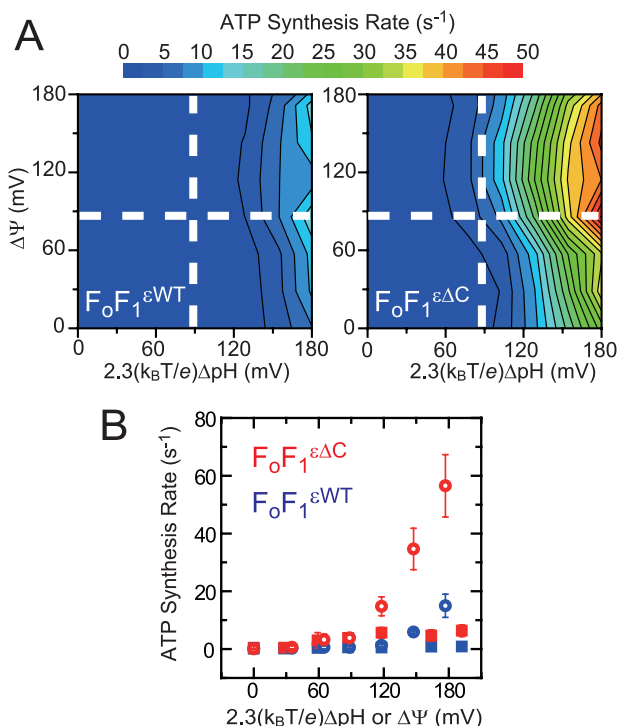 A
ATP Synthesis Rate (s⁻¹)
0 5 10 15 20 25 30 35 40 45 50
180
120
60
0
ΔΨ (mV)
FₒF₁^εWT
FₒF₁^εΔC
0 60 120 180
0 60 120 180
2.3(k_BT/e)ΔpH (mV)
2.3(k_BT/e)ΔpH (mV)
B
80
60
40
20
0
ATP Synthesis Rate (s⁻¹)
FₒF₁^εΔC
FₒF₁^εWT
0 60 120 180
2.3(k_BT/e)ΔpH or ΔΨ (mV)